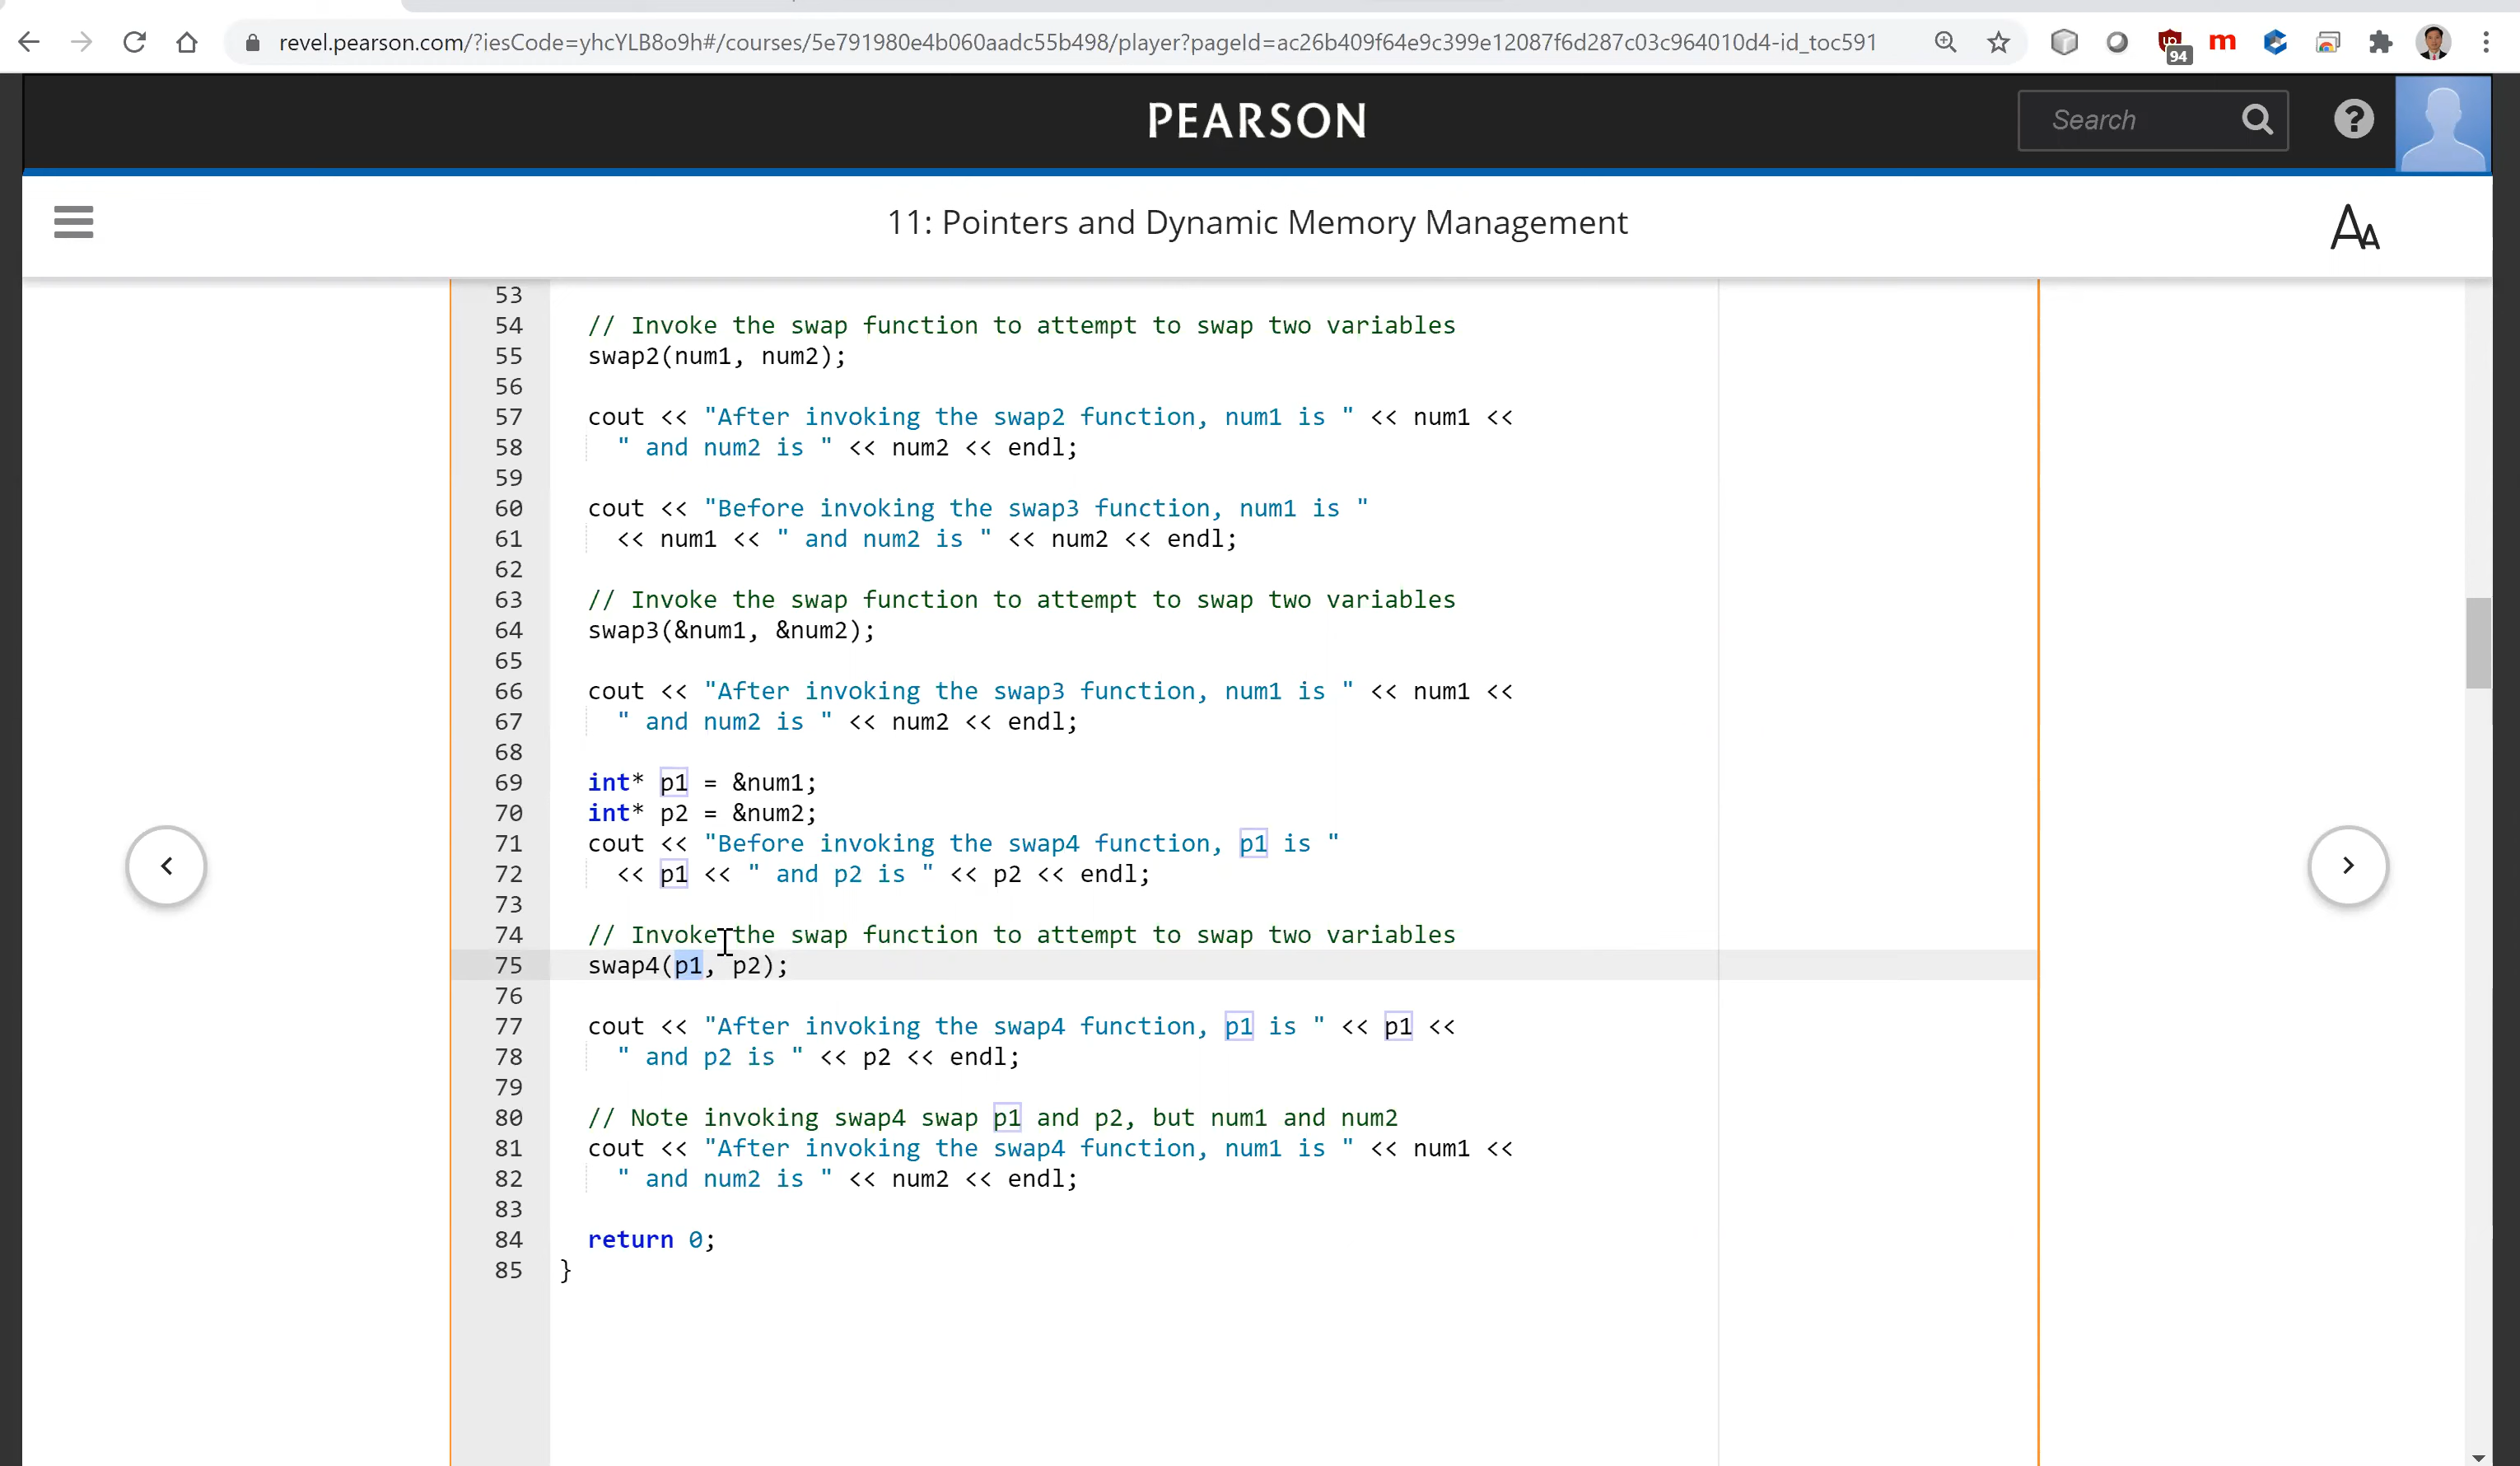 revel.pearson.com/?iesCode=yhcYLB8o9h#/courses/5e791980e4b060aadc55b498/player?pageId=ac26b409f64e9c399e12087f6d287c03c964010d4-id_toc591
94
m
PEARSON
Search
?
11: Pointers and Dynamic Memory Management
AA
53
54 // Invoke the swap function to attempt to swap two variables
55 swap2(num1, num2);
56
57 cout << "After invoking the swap2 function, num1 is " << num1 <<
58 " and num2 is " << num2 << endl;
59
60 cout << "Before invoking the swap3 function, num1 is "
61 << num1 << " and num2 is " << num2 << endl;
62
63 // Invoke the swap function to attempt to swap two variables
64 swap3(&num1, &num2);
65
66 cout << "After invoking the swap3 function, num1 is " << num1 <<
67 " and num2 is " << num2 << endl;
68
69 int* p1 = &num1;
70 int* p2 = &num2;
71 cout << "Before invoking the swap4 function, p1 is "
72 << p1 << " and p2 is " << p2 << endl;
73
74 // Invoke the swap function to attempt to swap two variables
75 swap4(p1, p2);
76
77 cout << "After invoking the swap4 function, p1 is " << p1 <<
78 " and p2 is " << p2 << endl;
79
80 // Note invoking swap4 swap p1 and p2, but num1 and num2
81 cout << "After invoking the swap4 function, num1 is " << num1 <<
82 " and num2 is " << num2 << endl;
83
84 return 0;
85 }